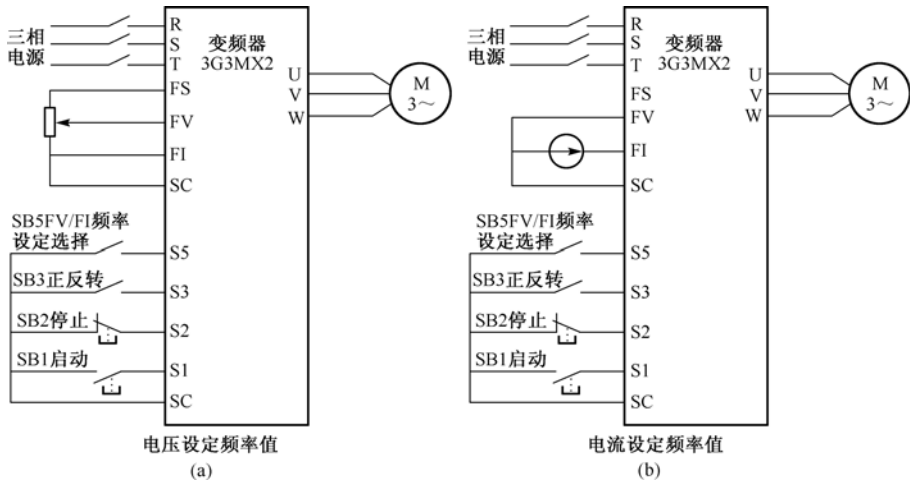 三相
电源
R
S
T
FS
FV
FI
SC
变频器
3G3MX2
U
V
W
M
3～
SB5FV/FI频率
设定选择
S5
SB3正反转
S3
SB2停止
S2
SB1启动
S1
SC
电压设定频率值
(a)
三相
电源
R
S
T
FS
FV
FI
SC
变频器
3G3MX2
U
V
W
M
3～
SB5FV/FI频率
设定选择
S5
SB3正反转
S3
SB2停止
S2
SB1启动
S1
SC
电流设定频率值
(b)